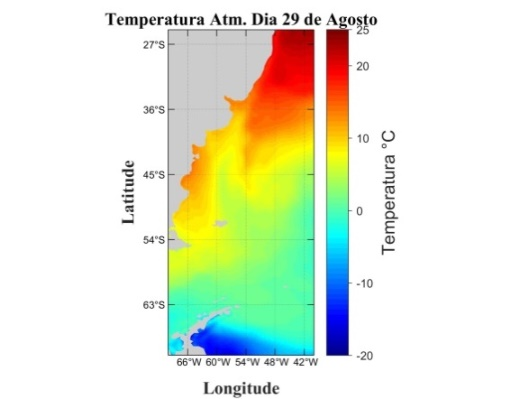 Temperatura Atm. Dia 29 de Agosto
27°S
36°S
45°S
54°S
63°S
Latitude
66°W 60°W 54°W 48°W 42°W
Longitude
25
20
10
0
-10
-20
Temperatura °C